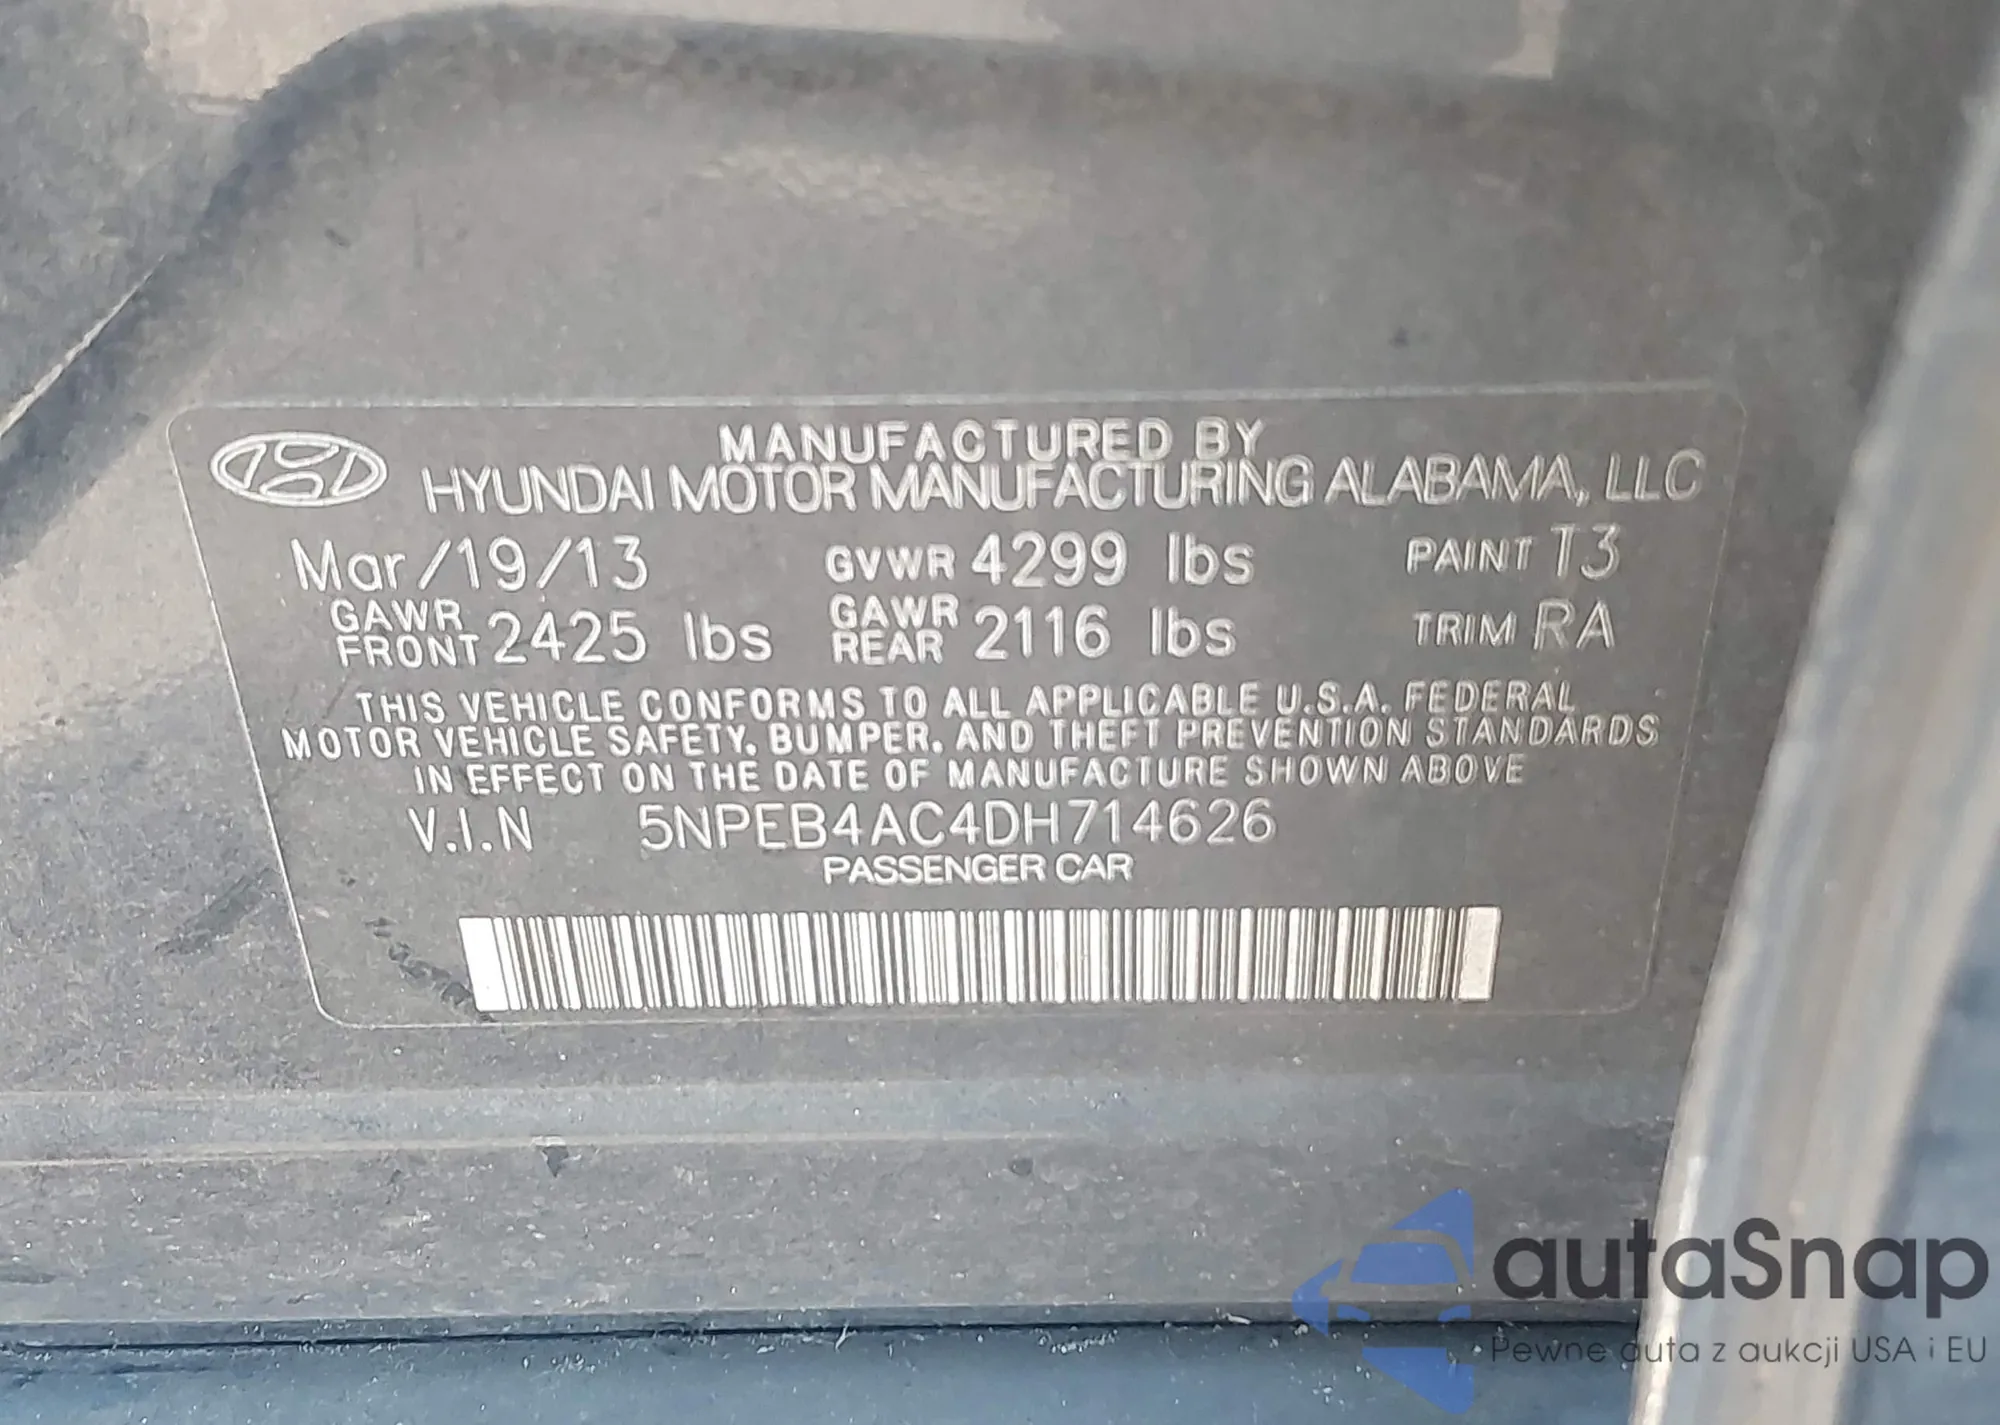 MANUFACTURED BY
HYUNDAI MOTOR MANUFACTURING ALABAMA, LLC
Mar/19/13 GVWR 4299 lbs PAINT T3
GAWR FRONT 2425 lbs GAWR REAR 2116 lbs TRIM RA
THIS VEHICLE CONFORMS TO ALL APPLICABLE U.S.A. FEDERAL
MOTOR VEHICLE SAFETY, BUMPER, AND THEFT PREVENTION STANDARDS
IN EFFECT ON THE DATE OF MANUFACTURE SHOWN ABOVE
V.I.N 5NPEB4AC4DH714626
PASSENGER CAR
autaSnap
Pewne auta z aukcji USA i EU